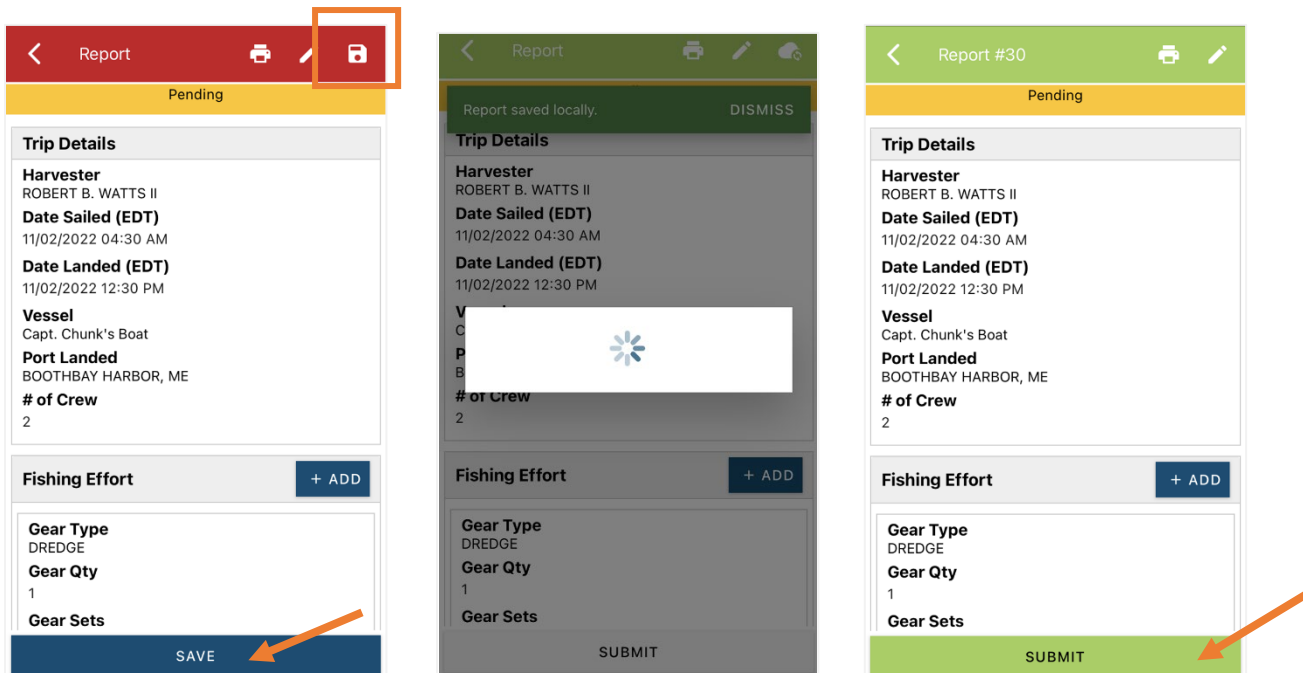 Report
Pending
Trip Details
Harvester
ROBERT B. WATTS II
Date Sailed (EDT)
11/02/2022 04:30 AM
Date Landed (EDT)
11/02/2022 12:30 PM
Vessel
Capt. Chunk's Boat
Port Landed
BOOTHBAY HARBOR, ME
# of Crew
2
Fishing Effort
+ ADD
Gear Type
DREDGE
Gear Qty
1
Gear Sets
SAVE
Report
Report saved locally.
DISMISS
Trip Details
Harvester
ROBERT B. WATTS II
Date Sailed (EDT)
11/02/2022 04:30 AM
Date Landed (EDT)
11/02/2022 12:30 PM
# of Crew
2
Fishing Effort
+ ADD
Gear Type
DREDGE
Gear Qty
1
Gear Sets
SUBMIT
Report #30
Pending
Trip Details
Harvester
ROBERT B. WATTS II
Date Sailed (EDT)
11/02/2022 04:30 AM
Date Landed (EDT)
11/02/2022 12:30 PM
Vessel
Capt. Chunk's Boat
Port Landed
BOOTHBAY HARBOR, ME
# of Crew
2
Fishing Effort
+ ADD
Gear Type
DREDGE
Gear Qty
1
Gear Sets
SUBMIT